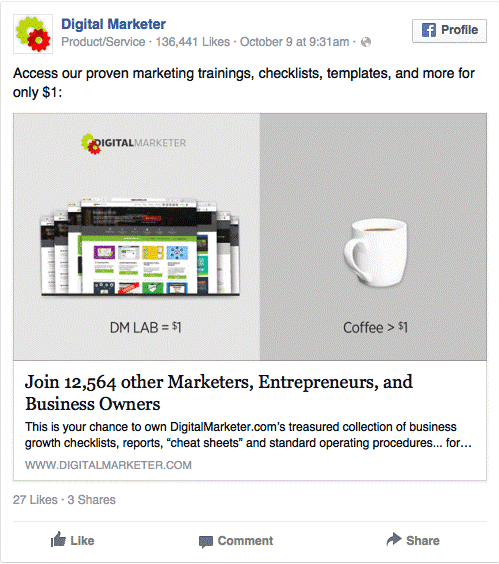 Digital Marketer
Product/Service · 136,441 Likes · October 9 at 9:31am ·
Profile
Access our proven marketing trainings, checklists, templates, and more for
only $1:
DIGITALMARKETER
DM LAB = $1
Coffee > $1
Join 12,564 other Marketers, Entrepreneurs, and
Business Owners
This is your chance to own DigitalMarketer.com's treasured collection of business
growth checklists, reports, “cheat sheets” and standard operating procedures... for…
WWW.DIGITALMARKETER.COM
27 Likes · 3 Shares
Like
Comment
Share